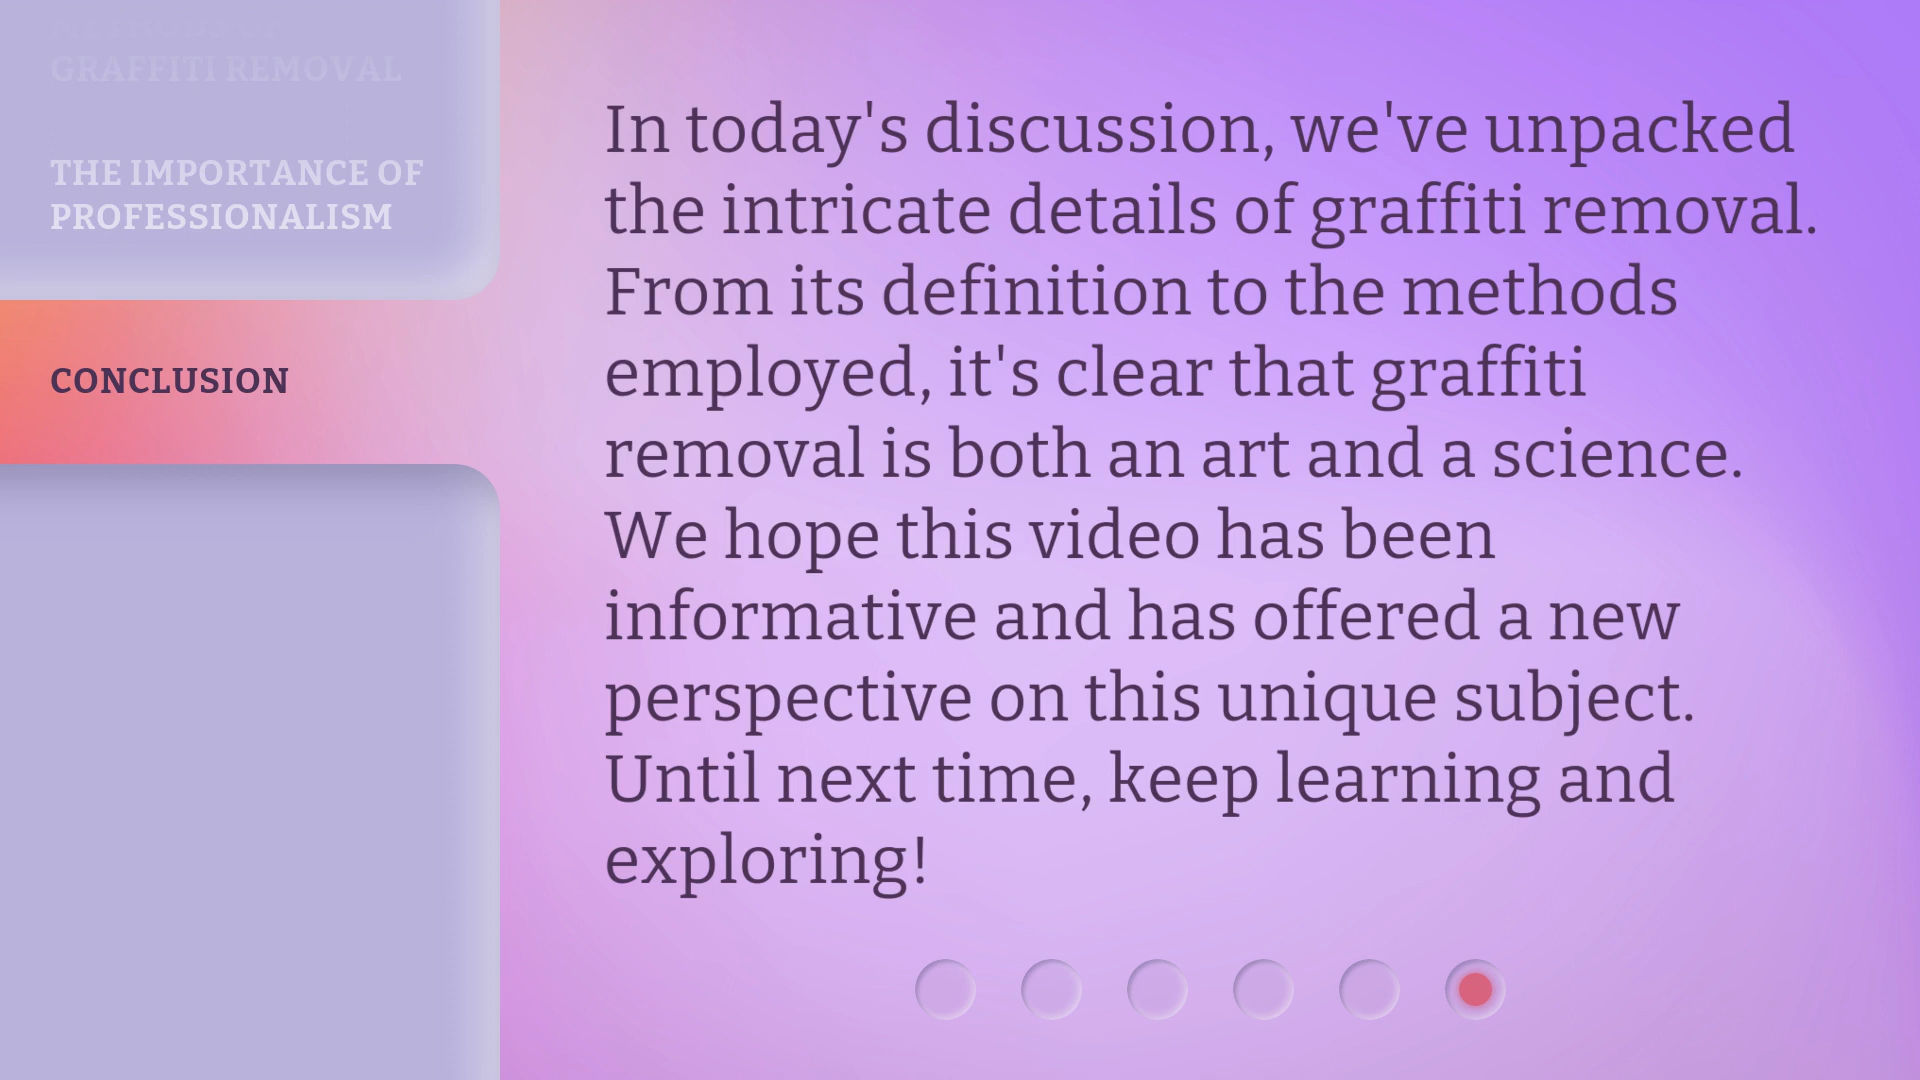 GRAFFITI REMOVAL
THE IMPORTANCE OF
PROFESSIONALISM
CONCLUSION
In today's discussion, we've unpacked
the intricate details of graffiti removal.
From its definition to the methods
employed, it's clear that graffiti
removal is both an art and a science.
We hope this video has been
informative and has offered a new
perspective on this unique subject.
Until next time, keep learning and
exploring!